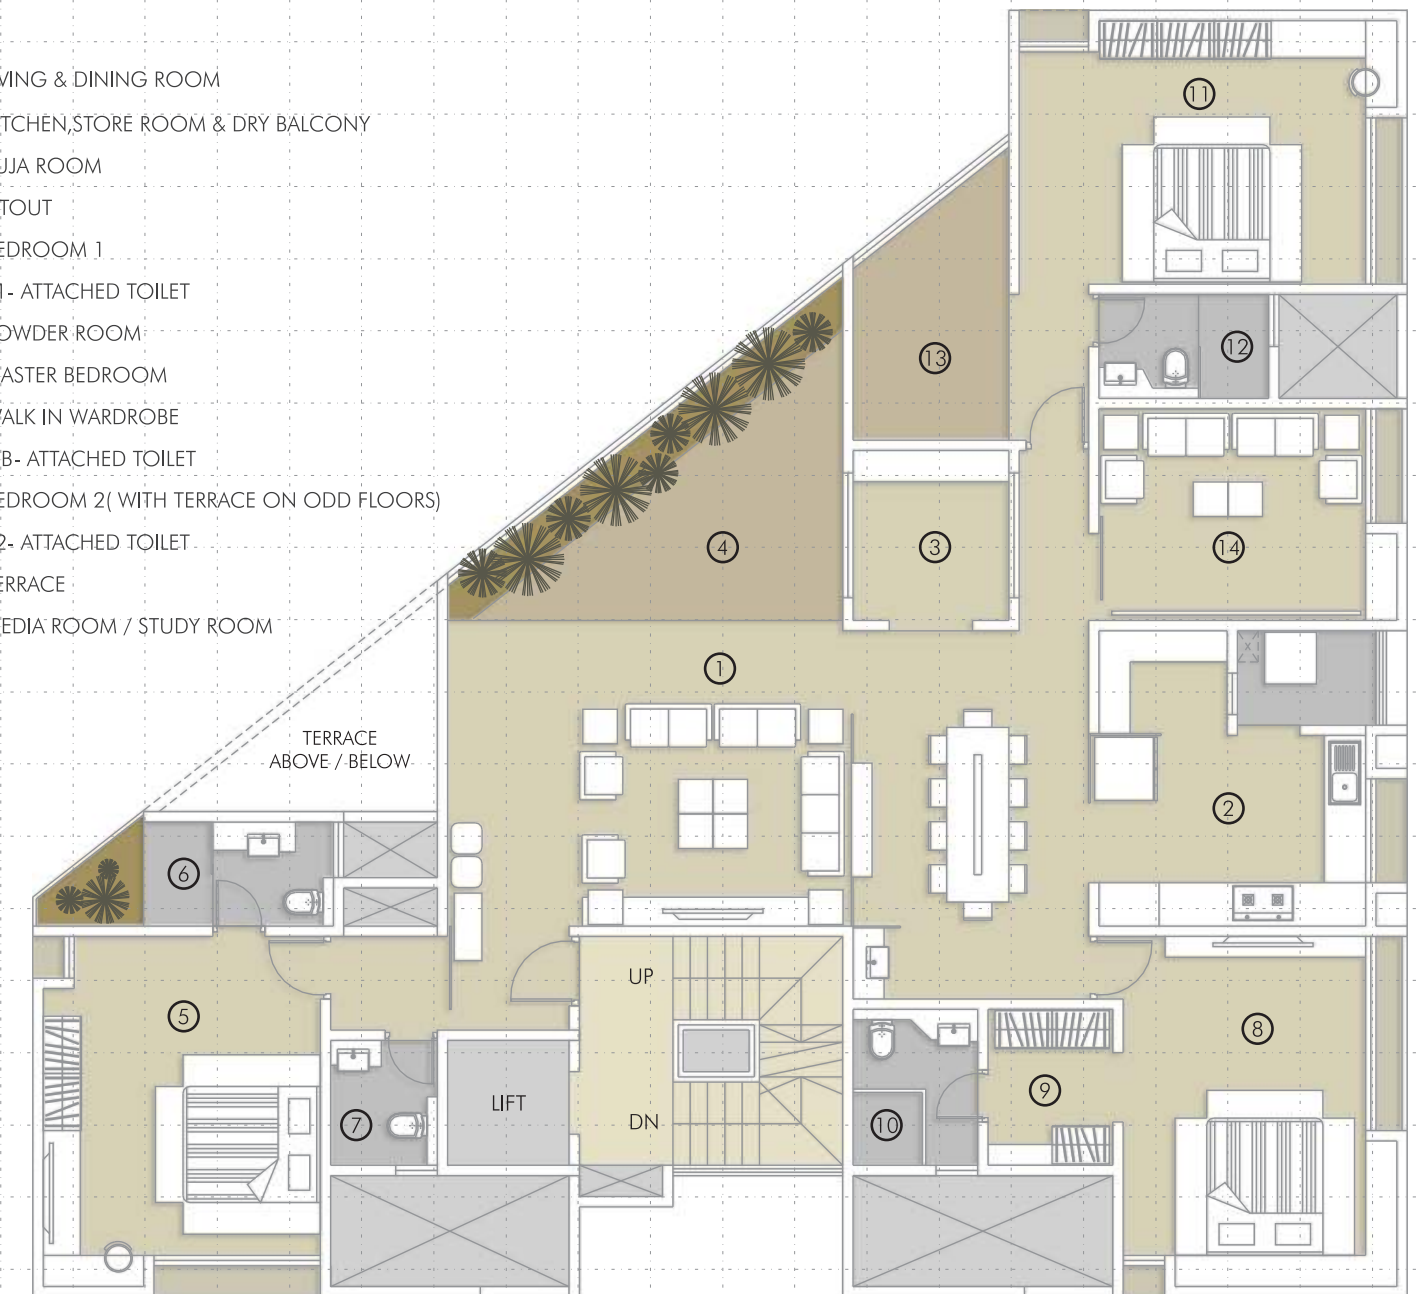 VING & DINING ROOM
TCHEN,STORE ROOM & DRY BALCONY
UJA ROOM
TOUT
EDROOM 1
1- ATTACHED TOILET
OWDER ROOM
ASTER BEDROOM
ALK IN WARDROBE
B- ATTACHED TOILET
EDROOM 2( WITH TERRACE ON ODD FLOORS)
2- ATTACHED TOILET
ERRACE
EDIA ROOM / STUDY ROOM
11
12
13
3
4
14
1
TERRACE
ABOVE / BELOW
2
6
UP
5
8
9
LIFT
DN
7
10